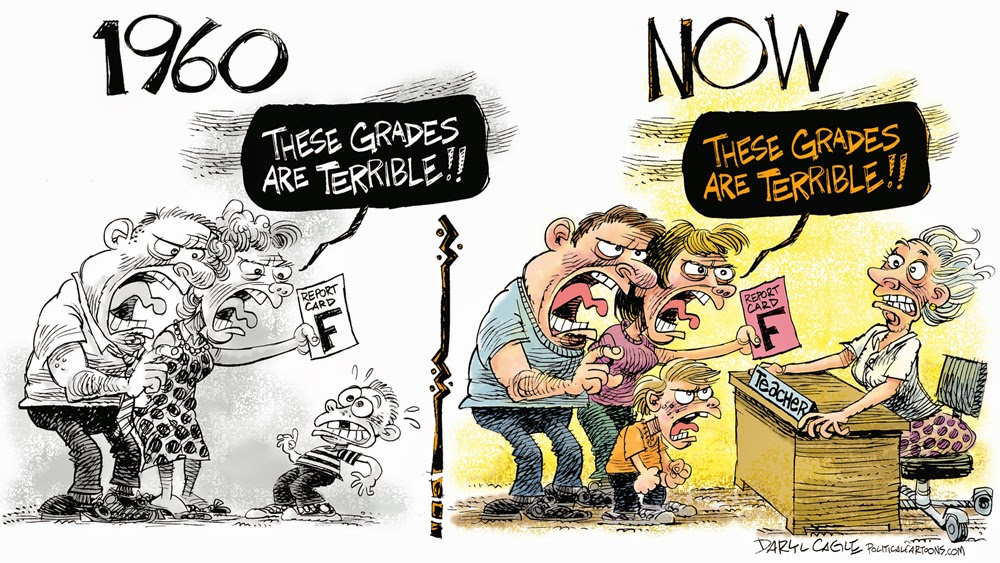 1960
THESE GRADES
ARE TERRIBLE!!
REPORT
CARD
F
NOW
THESE GRADES
ARE TERRIBLE!!
REPORT
CARD
F
Teacher
DARYL CAGLE POLITICALCARTOONS.COM